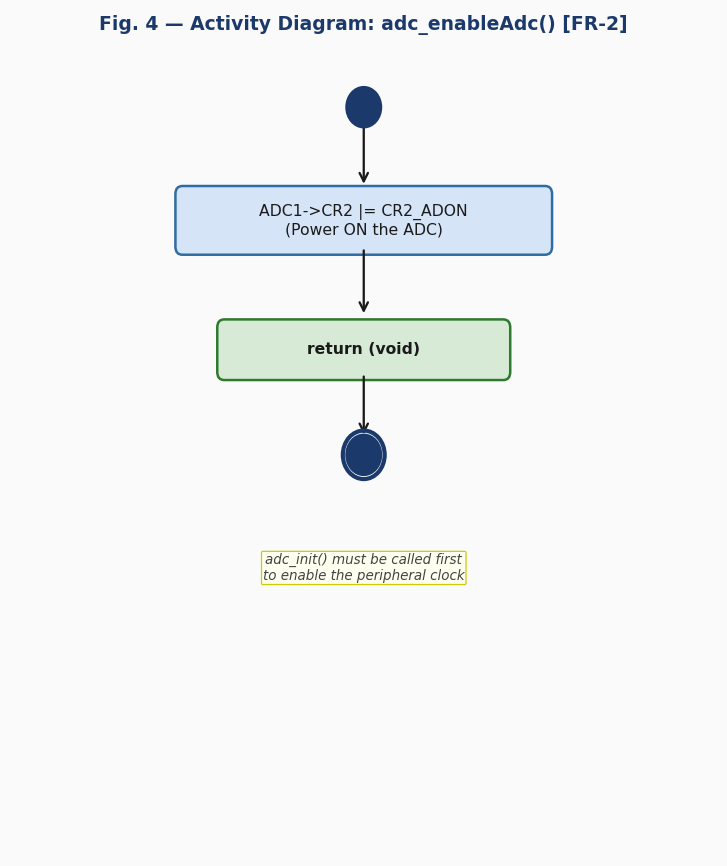 Fig. 4 — Activity Diagram: adc_enableAdc() [FR-2]
ADC1->CR2 |= CR2_ADON
(Power ON the ADC)
return (void)
adc_init() must be called first
to enable the peripheral clock